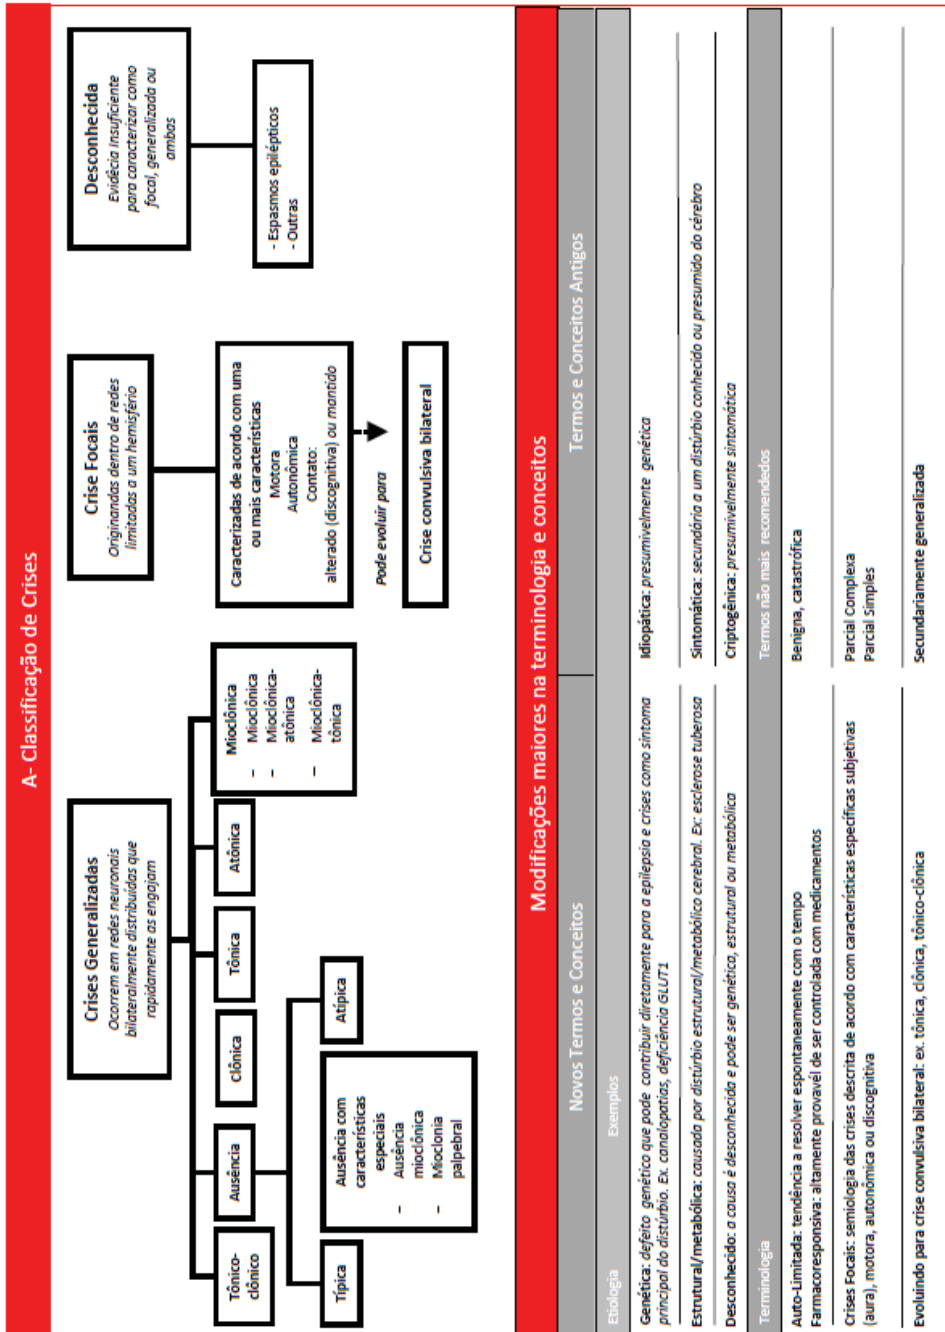 A- Classificação de Crises
Crises Generalizadas
Ocorrem em redes neuronais
bilateralmente distribuídas que
rapidamente as engajam
Tônico-
clônico
Ausência
Clônica
Tônica
Atônica
Mioclônica
– Mioclônica
– Mioclônica-
atônica
– Mioclônica-
tônica
Típica
Ausência com
características
especiais
– Ausência
mioclônica
– Mioclonia
palpebral
Atípica
Crise Focais
Originandas dentro de redes
limitadas a um hemisfério
Caracterizadas de acordo com uma
ou mais características
Motora
Autonômica
Contato:
alterado (discognitiva) ou mantido
Pode evoluir para
Crise convulsiva bilateral
Desconhecida
Evidêcia Insuficiente
para caracterizar como
focal, generalizada ou
ambas
- Espasmos epilépticos
- Outras
Modificações maiores na terminologia e conceitos
Novos Termos e Conceitos
Termos e Conceitos Antigos
Etiologia Exemplos
Genética: defeito genético que pode contribuir diretamente para a epilepsia e crises como sintoma
principal do distúrbio. Ex. canalopatias, deficiência GLUT1
Idiopática: presumivelmente genética
Estrutural/metabólica: causada por distúrbio estrutural/metabólico cerebral. Ex: esclerose tuberosa
Sintomática: secundária a um distúrbio conhecido ou presumido do cérebro
Desconhecido: a causa é desconhecida e pode ser genética, estrutural ou metabólica
Criptogênica: presumivelmente sintomática
Terminologia
Termos não mais recomendedos
Auto-Limitada: tendência a resolver espontaneamente com o tempo
Farmacoresponsiva: altamente provavél de ser controlada com medicamentos
Benigna, catastrófica
Crises Focais: semiologia das crises descrita de acordo com características específicas subjetivas
(aura), motora, autonômica ou discognitiva
Parcial Complexa
Parcial Simples
Evoluindo para crise convulsiva bilateral: ex. tônica, clônica, tônico-clônica
Secundariamente generalizada